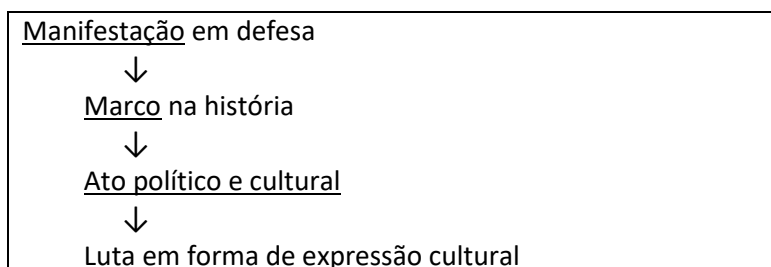 Manifestação em defesa
↓
Marco na história
↓
Ato político e cultural
↓
Luta em forma de expressão cultural